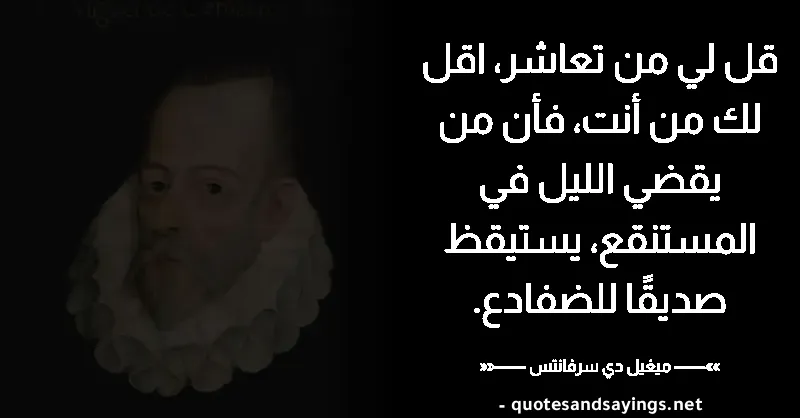 قل لي من تعاشر، اقل
لك من أنت، فأن من
يقضي الليل في
المستنقع، يستيقظ
صديقًا للضفادع.
»—— ميغيل دي سرفانتس ——««
- quotesandsayings.net